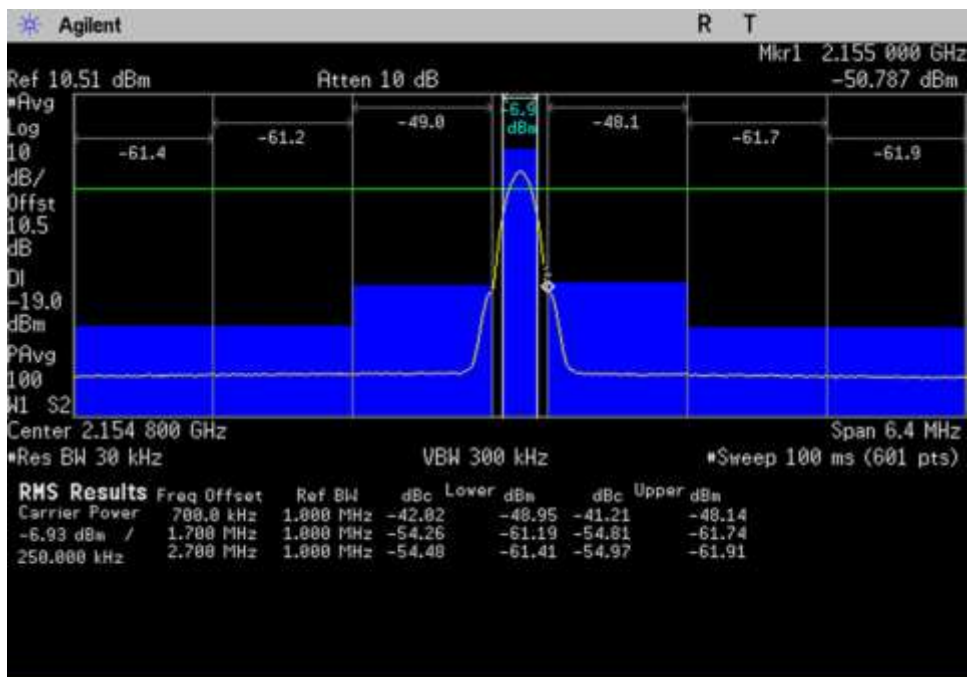 Agilent
R T
Mkr1 2.155 000 GHz
Ref 10.51 dBm Atten 10 dB -50.787 dBm
#Avg
Log
10
dB/
Offst
10.5
dB
DI
-19.0
dBm
PAvg
100
W1 S2
-61.4
-61.2
-49.0
-6.9
dBm
-48.1
-61.7
-61.9
Center 2.154 800 GHz Span 6.4 MHz
#Res BW 30 kHz VBW 300 kHz #Sweep 100 ms (601 pts)
RMS Results Freq Offset Ref BW dBc Lower dBm dBc Upper dBm
Carrier Power 700.0 kHz 1.000 MHz -42.02 -48.95 -41.21 -48.14
-6.93 dBm / 1.700 MHz 1.000 MHz -54.26 -61.19 -54.81 -61.74
250.000 kHz 2.700 MHz 1.000 MHz -54.48 -61.41 -54.97 -61.91